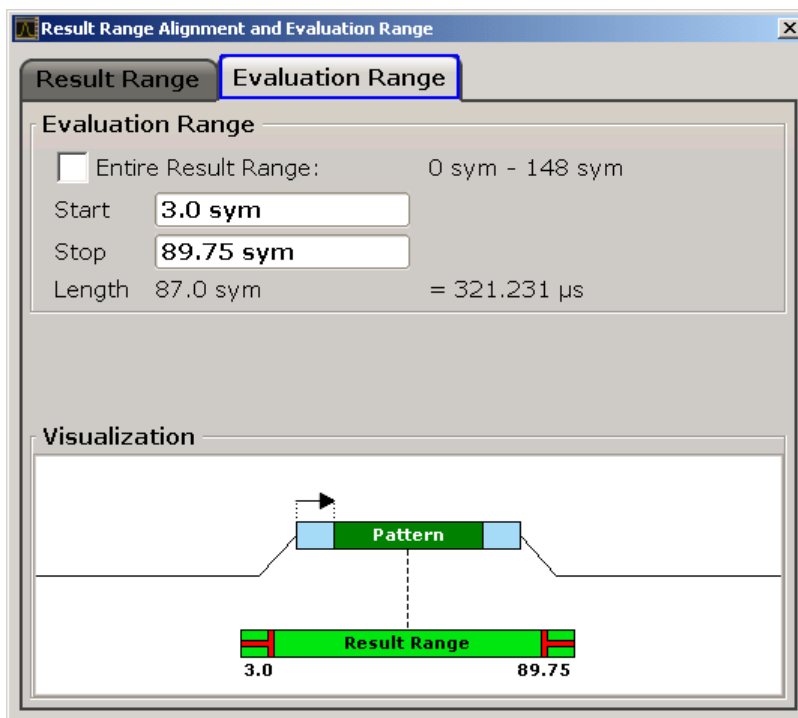 Result Range Alignment and Evaluation Range
Result Range
Evaluation Range
Evaluation Range
Entire Result Range: 0 sym - 148 sym
Start 3.0 sym
Stop 89.75 sym
Length 87.0 sym = 321.231 µs
Visualization
Pattern
Result Range
3.0 89.75